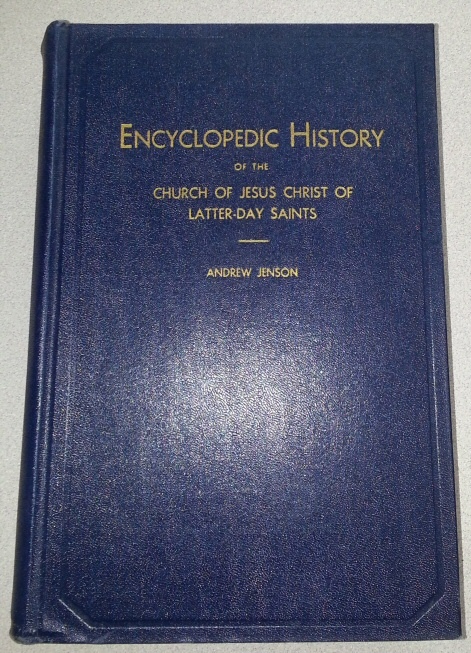 ENCYCLOPEDIC HISTORY
OF THE
CHURCH OF JESUS CHRIST OF
LATTER-DAY SAINTS
ANDREW JENSON